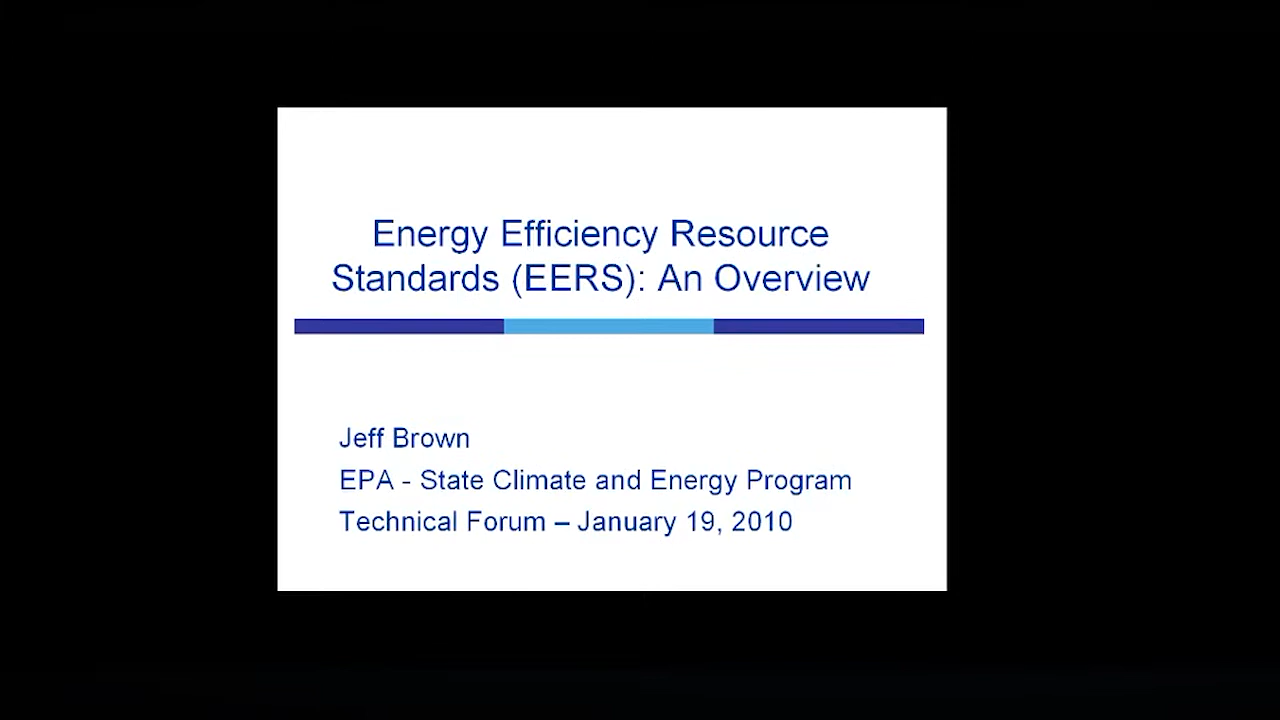 Energy Efficiency Resource
Standards (EERS): An Overview
Jeff Brown
EPA - State Climate and Energy Program
Technical Forum – January 19, 2010